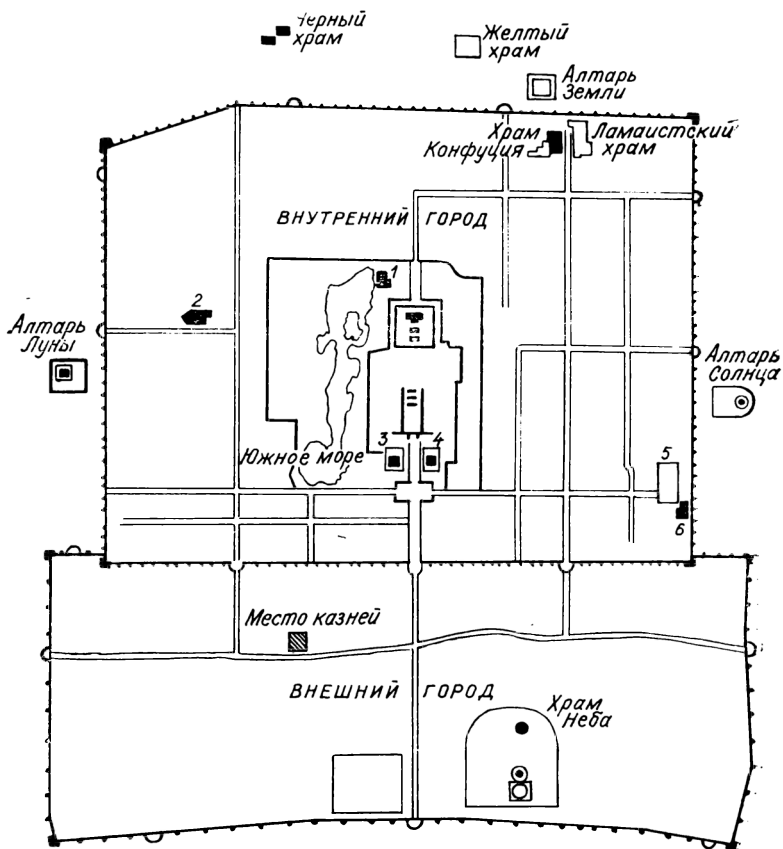 Черный
храм
Желтый
храм
Алтарь
Земли
Храм
Конфуция
Ламаистский
храм
ВНУТРЕННИЙ ГОРОД
1
2
Алтарь
Луны
Алтарь
Солнца
3
4
Южное море
5
6
Место казней
ВНЕШНИЙ ГОРОД
Храм
Неба